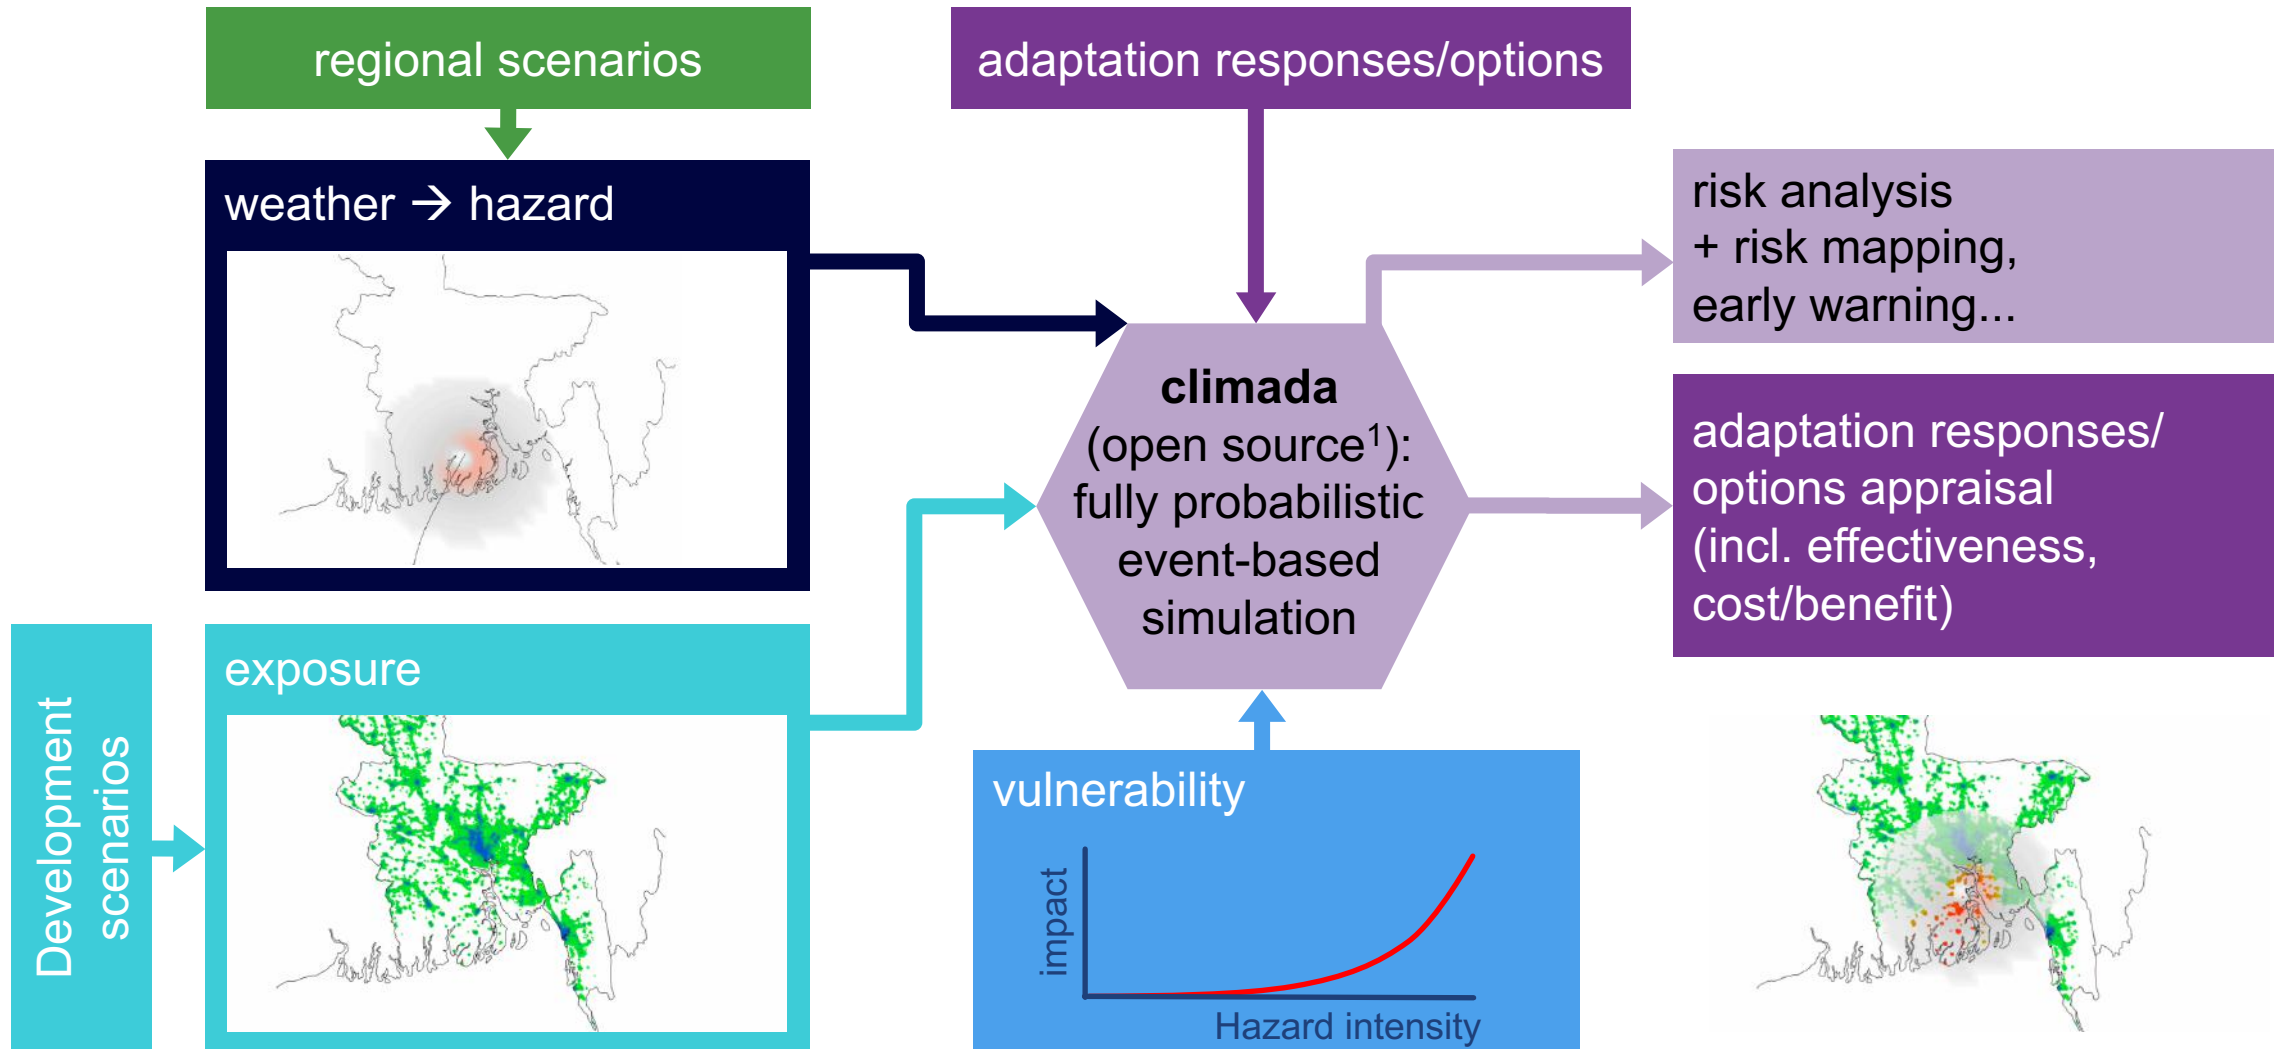 regional scenarios
adaptation responses/options
weather → hazard
risk analysis
+ risk mapping,
early warning...
climada
(open source¹):
fully probabilistic
event-based
simulation
adaptation responses/
options appraisal
(incl. effectiveness,
cost/benefit)
Development
scenarios
exposure
vulnerability
impact
Hazard intensity